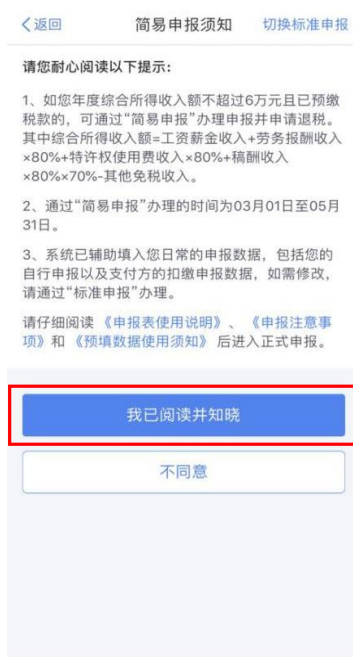 返回 简易申报须知 切换标准申报
请您耐心阅读以下提示：
1、如您年度综合所得收入额不超过6万元且已预缴
税款的，可通过“简易申报”办理申报并申请退税。
其中综合所得收入额=工资薪金收入+劳务报酬收入
×80%+特许权使用费收入×80%+稿酬收入
×80%×70%-其他免税收入。
2、通过“简易申报”办理的时间为03月01日至05月
31日。
3、系统已辅助填入您日常的申报数据，包括您的
自行申报以及支付方的扣缴申报数据，如需修改，
请通过“标准申报”办理。
请仔细阅读《申报表使用说明》、《申报注意事
项》和《预填数据使用须知》后进入正式申报。
我已阅读并知晓
不同意